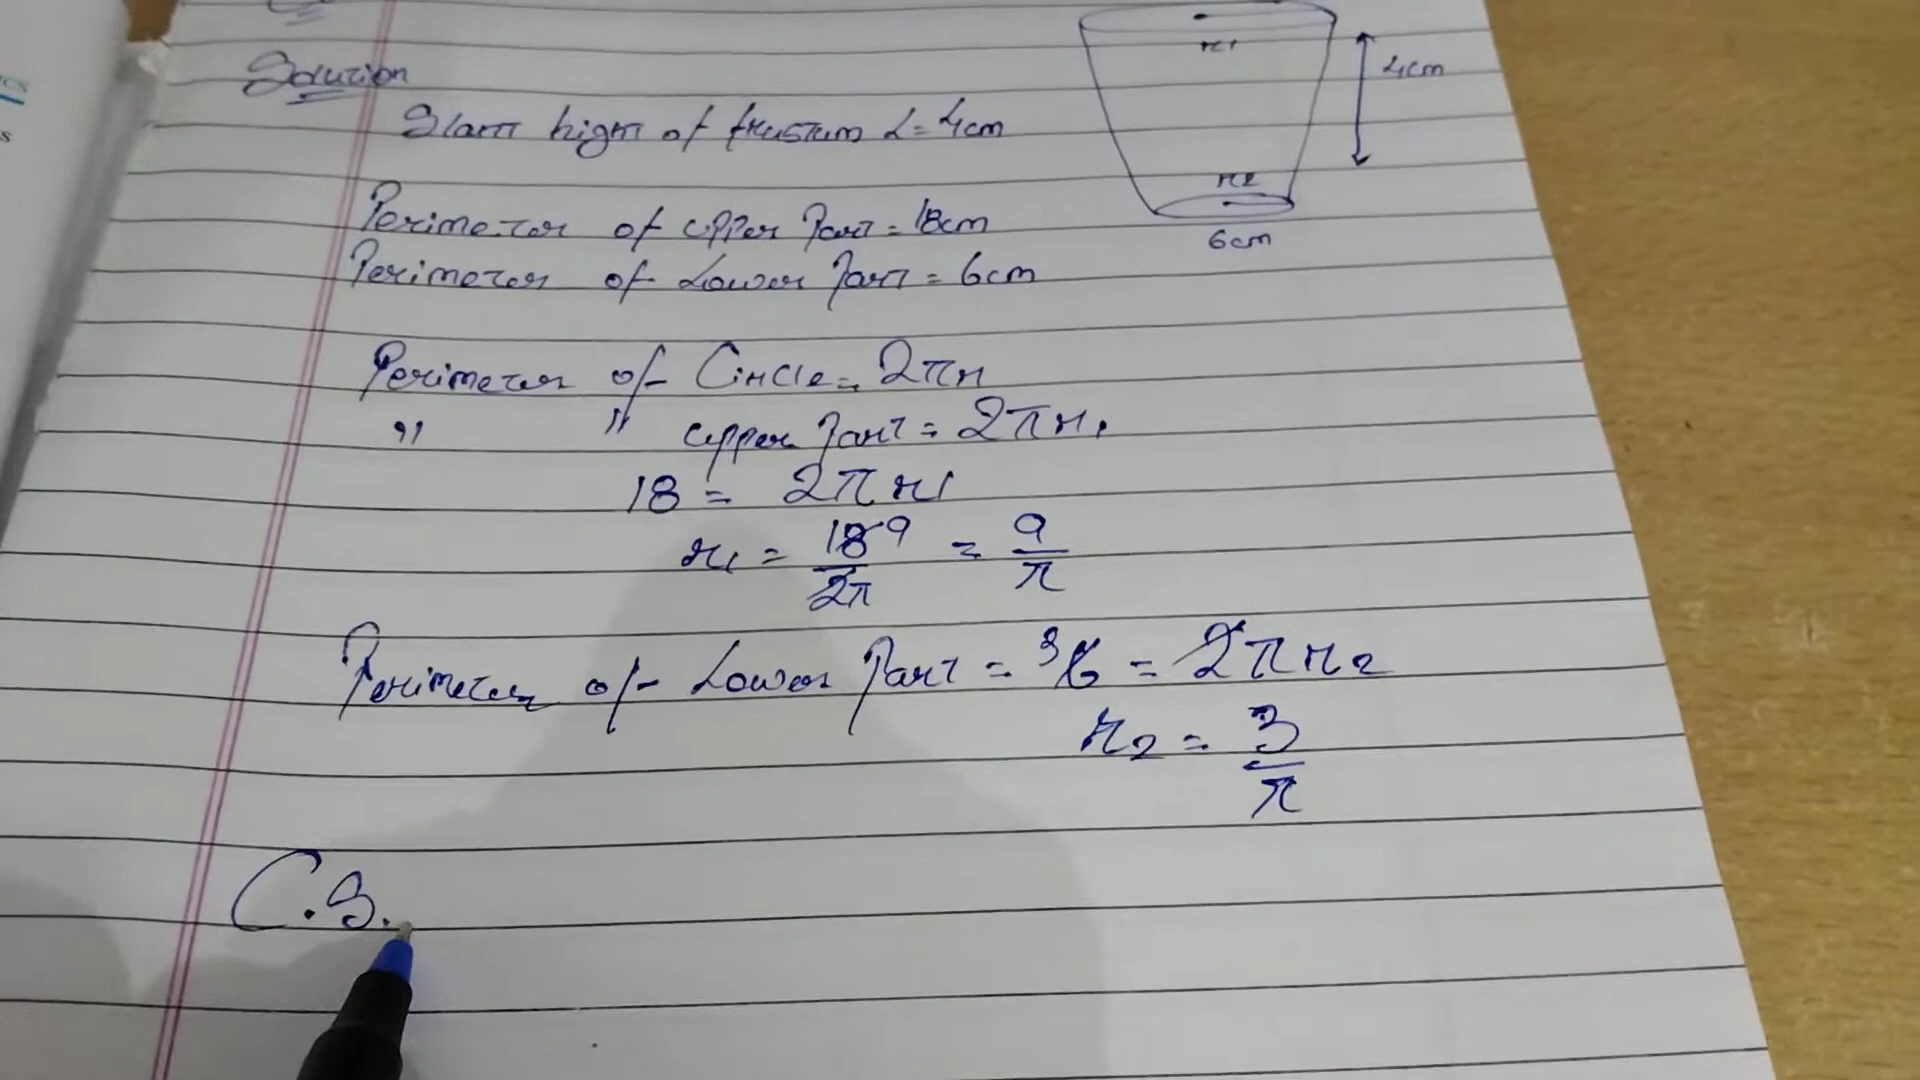 Solution
Slant hight of frustum L = 4cm
r1
4cm
r2
6cm
Perimeter of upper Part = 18cm
Perimeter of Lower Part = 6cm
Perimeter of Circle = 2πr
" " upper Part = 2πr1
18 = 2πr1
r1 = 18 9 / 2π = 9/π
Perimeter of Lower Part = 3 6 = 2πr2
r2 = 3/π
C.S.